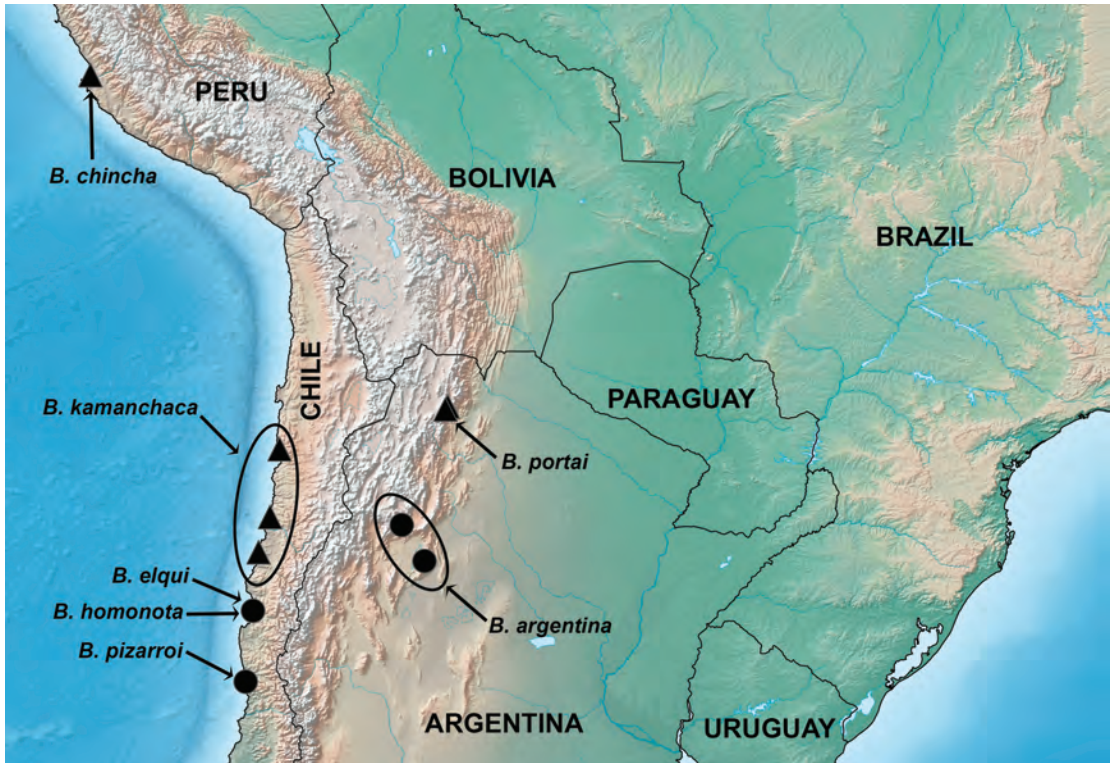 PERU
B. chincha
BOLIVIA
BRAZIL
CHILE
B. kamanchaca
PARAGUAY
B. portai
B. elqui
B. homonota
B. argentina
B. pizarroi
ARGENTINA
URUGUAY